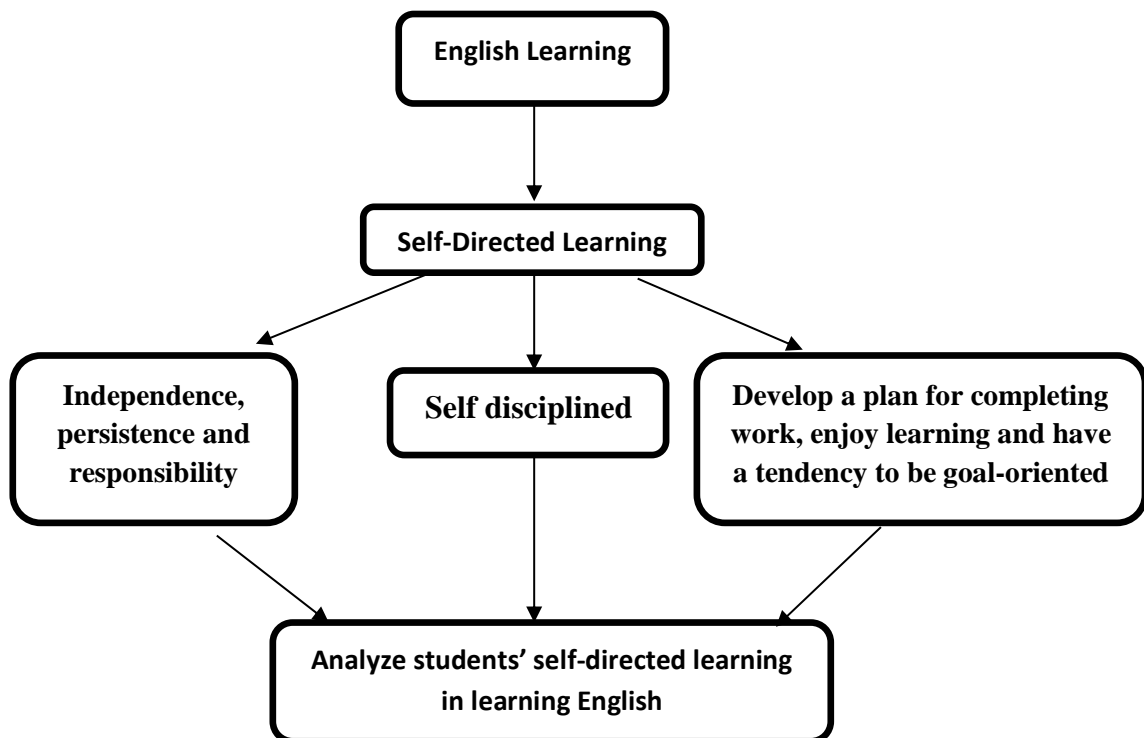 English Learning
Self-Directed Learning
Independence,
persistence and
responsibility
Self disciplined
Develop a plan for completing
work, enjoy learning and have
a tendency to be goal-oriented
Analyze students’ self-directed learning
in learning English